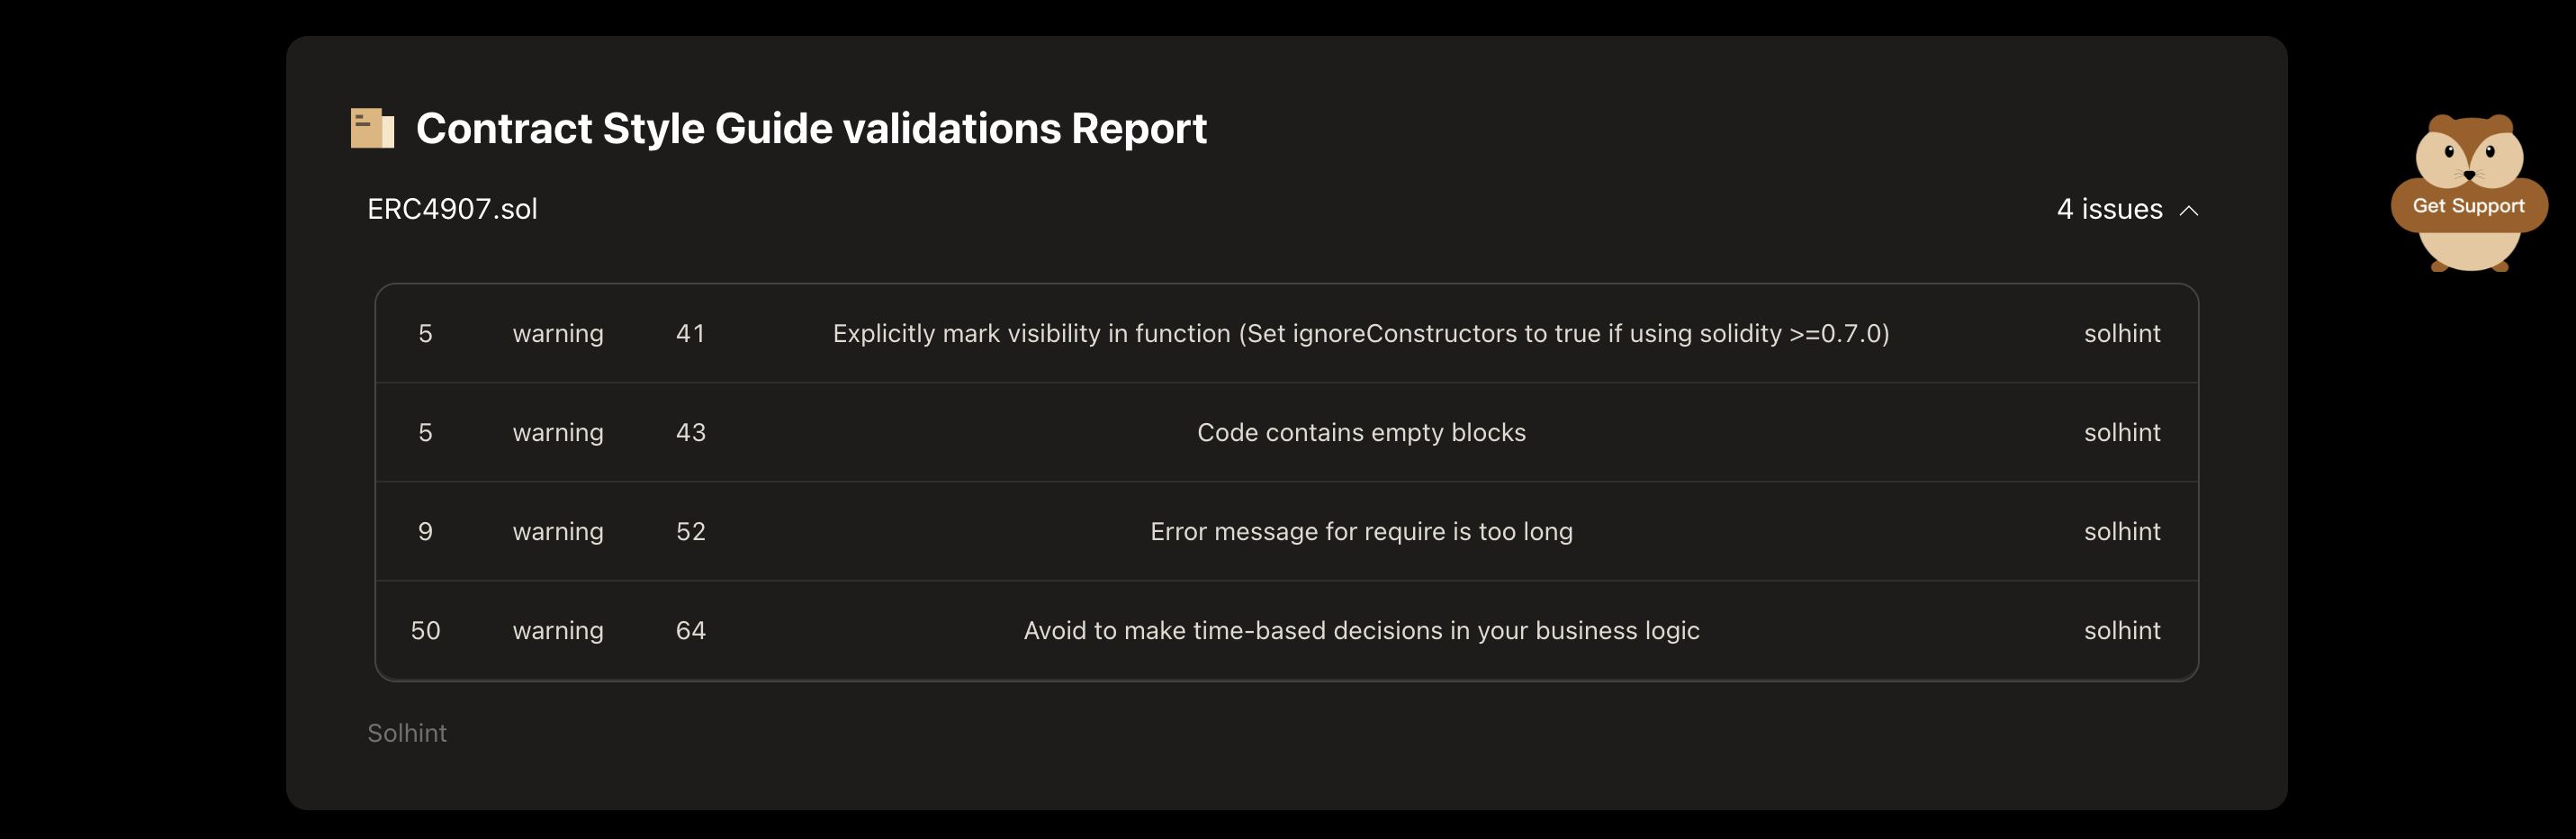 Contract Style Guide validations Report
ERC4907.sol 4 issues
Get Support
5 warning 41 Explicitly mark visibility in function (Set ignoreConstructors to true if using solidity >=0.7.0) solhint
5 warning 43 Code contains empty blocks solhint
9 warning 52 Error message for require is too long solhint
50 warning 64 Avoid to make time-based decisions in your business logic solhint
Solhint